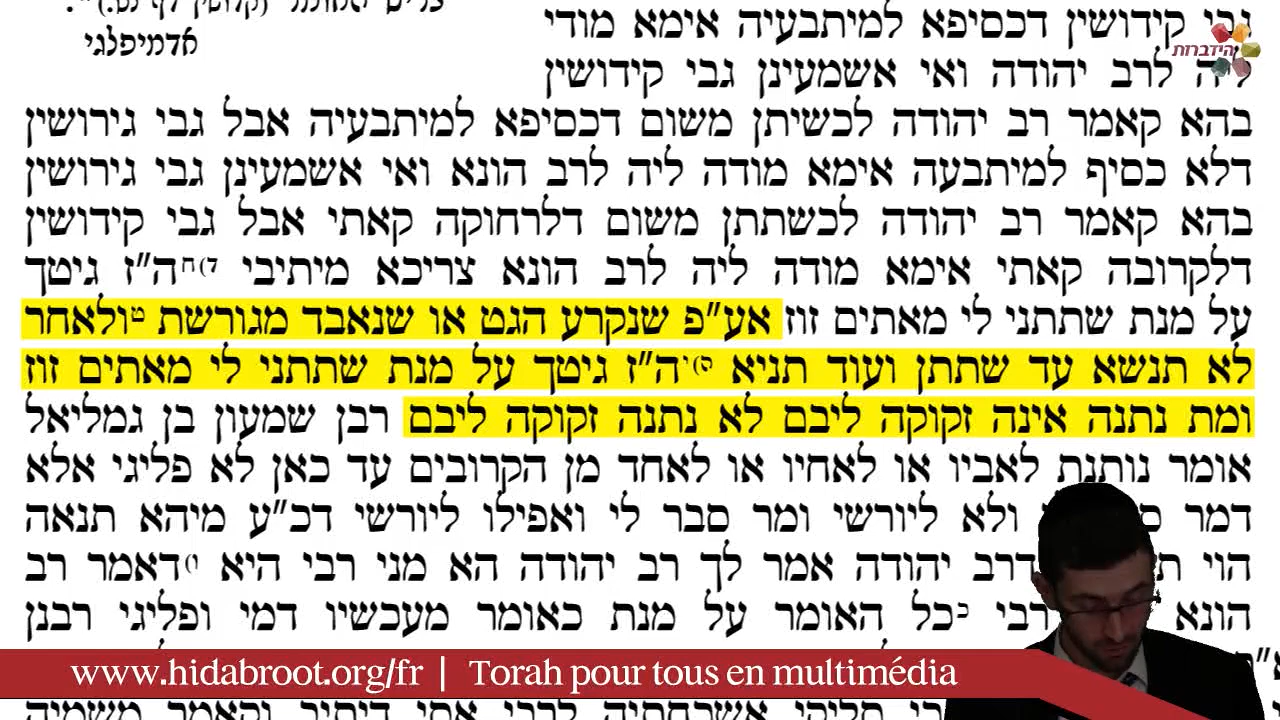 אדמיפלגי
גבי קידושין דכסיפא למיתבעיה אימא מודי
ליה לרב יהודה ואי אשמעינן גבי קידושין
בהא קאמר רב יהודה לכשיתן משום דכסיפא למיתבעיה אבל גבי גירושין
דלא כסיף למיתבעה אימא מודה ליה לרב הונא ואי אשמעינן גבי גירושין
בהא קאמר רב יהודה לכשתתן משום דלרחוקה קאתי אבל גבי קידושין
דלקרובה קאתי אימא מודה ליה לרב הונא צריכא מיתיבי ה"ז גיטך
על מנת שתתני לי מאתים זוז אע"פ שנקרע הגט או שנאבד מגורשת ולאחר
לא תנשא עד שתתן ועוד תניא ה"ז גיטך על מנת שתתני לי מאתים זוז
ומת נתנה אינה זקוקה ליבם לא נתנה זקוקה ליבם רבן שמעון בן גמליאל
אומר נותנת לאביו או לאחיו או לאחד מן הקרובים עד כאן לא פליגי אלא
דמר ולא ליורשי ומר סבר לי ואפילו ליורשי דכ"ע מיהא תנאה
הוי דרב יהודה אמר לך רב יהודה הא מני רבי היא דאמר רב
הונא רבי כל האומר על מנת כאומר מעכשיו דמי ופליגי רבנן
הידברות
www.hidabroot.org/fr | Torah pour tous en multimédia